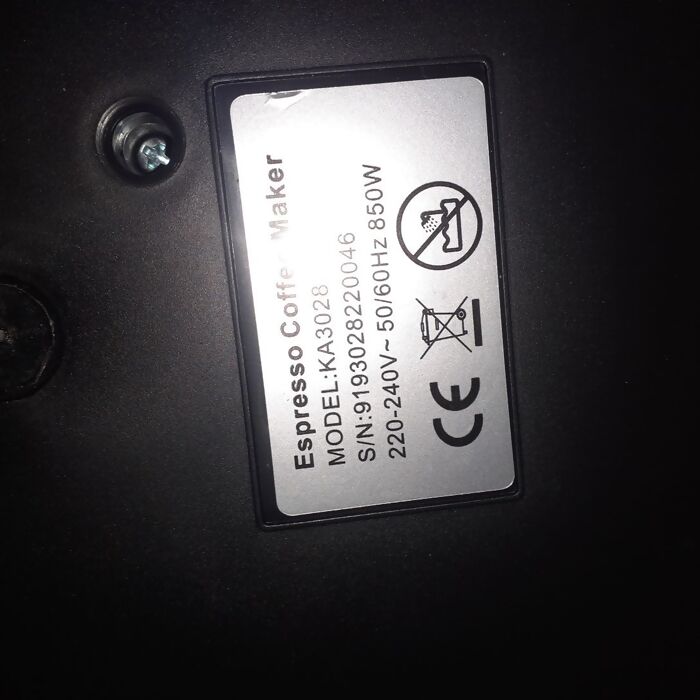 Espresso Coffee Maker
MODEL:KA3028
S/N:9193028220046
220-240V~ 50/60Hz 850W
CE